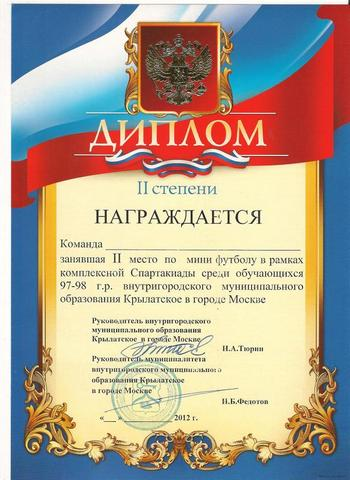 ДИПЛОМ
II степени
НАГРАЖДАЕТСЯ
Команда
занявшая II место по мини футболу в рамках
комплексной Спартакиады среди обучающихся
97-98 г.р. внутригородского муниципального
образования Крылатское в городе Москве
Руководитель внутригородского
муниципального образования
Крылатское в городе Москве
Н.А.Тюрин
Руководитель муниципалитета
внутригородского муниципального
образования Крылатское
в городе Москве
Н.Б.Федотов
«__» 2012 г.